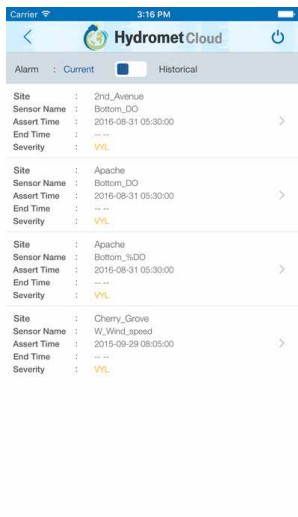 Carrier 3:16 PM
Hydromet Cloud
Alarm : Current Historical
Site : 2nd_Avenue
Sensor Name : Bottom_DO
Assert Time : 2016-08-31 05:30:00
End Time : -- --
Severity : VYL
Site : Apache
Sensor Name : Bottom_DO
Assert Time : 2016-08-31 05:30:00
End Time : -- --
Severity : VYL
Site : Apache
Sensor Name : Bottom_%DO
Assert Time : 2016-08-31 05:30:00
End Time : -- --
Severity : VYL
Site : Cherry_Grove
Sensor Name : W_Wind_speed
Assert Time : 2015-09-29 08:05:00
End Time : -- --
Severity : VYL